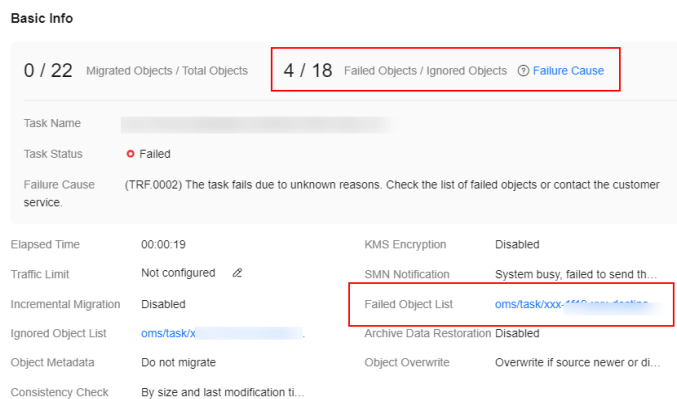 Basic Info
0 / 22 Migrated Objects / Total Objects 4 / 18 Failed Objects / Ignored Objects ? Failure Cause
Task Name
Task Status Failed
Failure Cause (TRF.0002) The task fails due to unknown reasons. Check the list of failed objects or contact the customer
service.
Elapsed Time 00:00:19 KMS Encryption Disabled
Traffic Limit Not configured SMN Notification System busy, failed to send th...
Incremental Migration Disabled Failed Object List oms/task/xxx-
Ignored Object List oms/task/x Archive Data Restoration Disabled
Object Metadata Do not migrate Object Overwrite Overwrite if source newer or di...
Consistency Check By size and last modification ti...